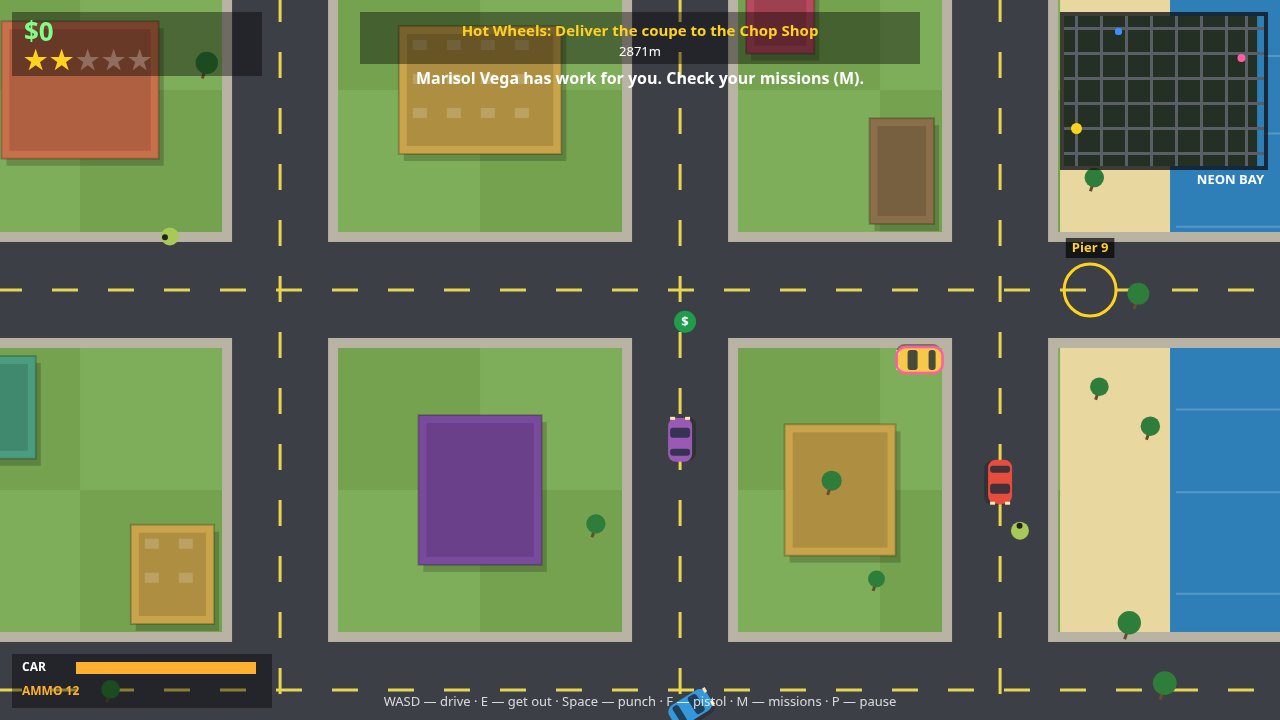 $0
Hot Wheels: Deliver the coupe to the Chop Shop
2871m
Marisol Vega has work for you. Check your missions (M).
NEON BAY
Pier 9
$
CAR
AMMO 12
WASD — drive · E — get out · Space — punch · F — pistol · M — missions · P — pause